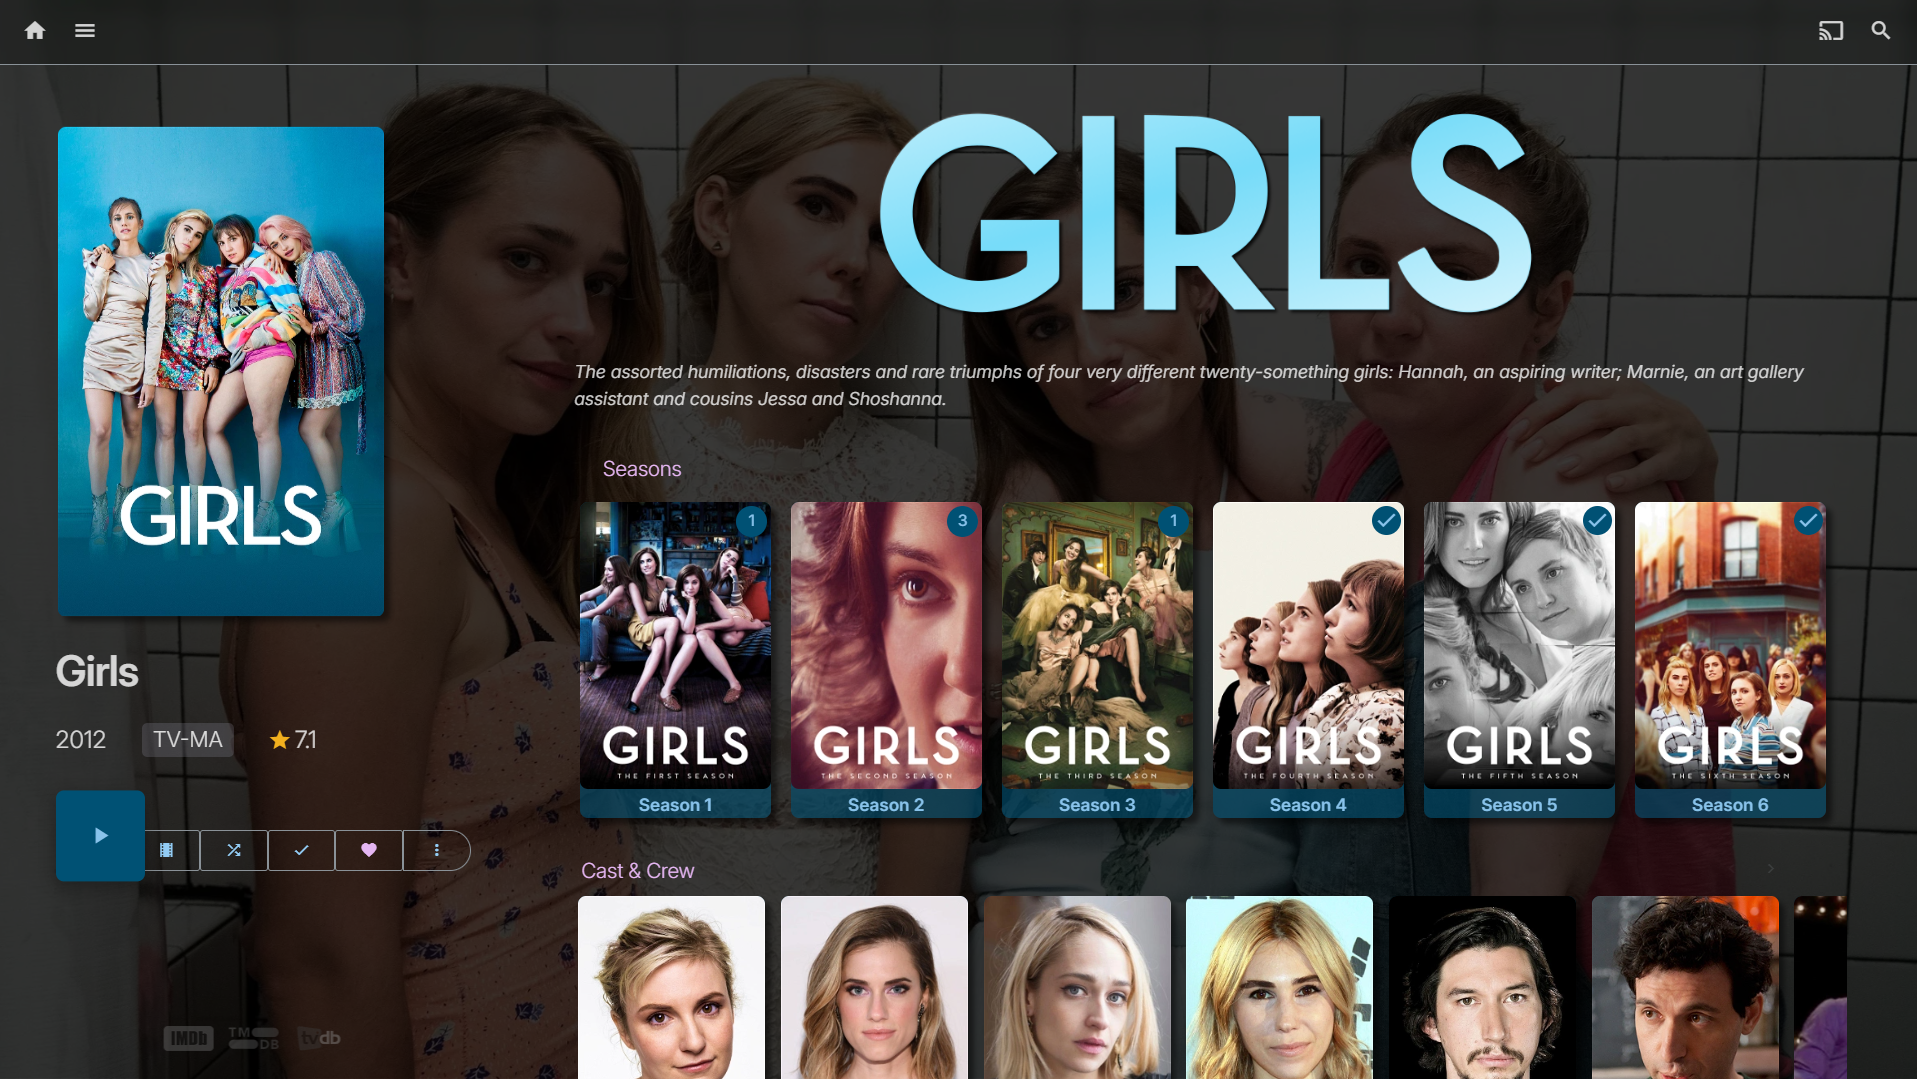 GIRLS
GIRLS
The assorted humiliations, disasters and rare triumphs of four very different twenty-something girls: Hannah, an aspiring writer; Marnie, an art gallery
assistant and cousins Jessa and Shoshanna.
Girls
2012 TV-MA 7.1
Seasons
1 3 1
GIRLS GIRLS GIRLS GIRLS GIRLS GIRLS
THE FIRST SEASON THE SECOND SEASON THE THIRD SEASON THE FOURTH SEASON THE FIFTH SEASON THE SIXTH SEASON
Season 1 Season 2 Season 3 Season 4 Season 5 Season 6
Cast & Crew
IMDb TMDB tvdb